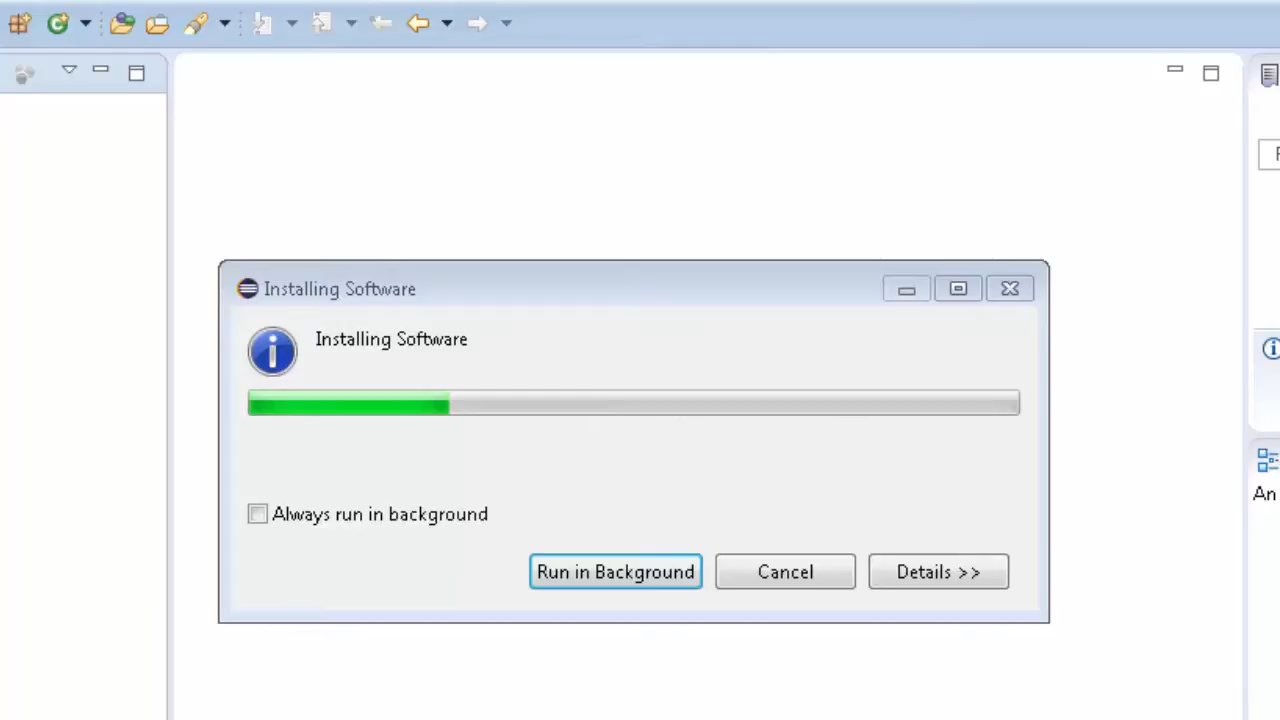 Installing Software
Installing Software
Always run in background
Run in Background
Cancel
Details >>
An